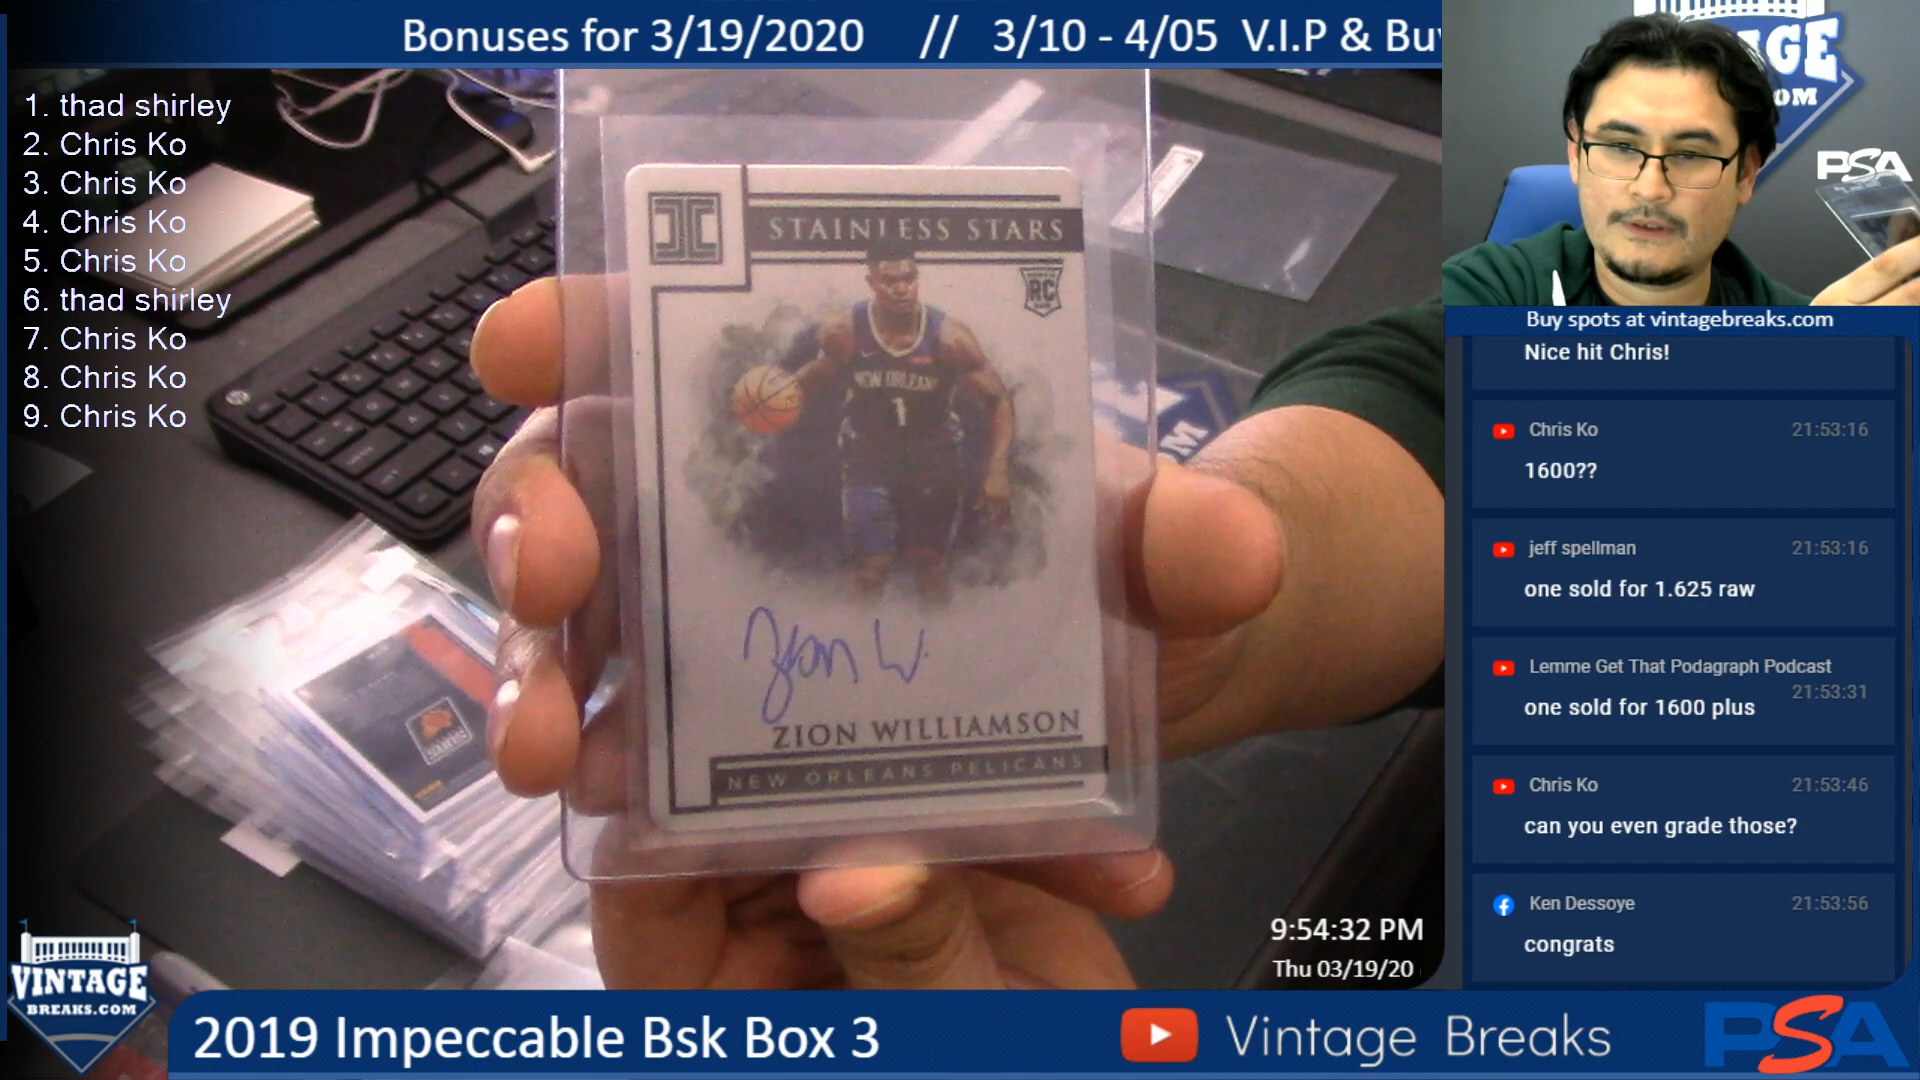 Bonuses for 3/19/2020 // 3/10 - 4/05 V.I.P & Bu
1. thad shirley
2. Chris Ko
3. Chris Ko
4. Chris Ko
5. Chris Ko
6. thad shirley
7. Chris Ko
8. Chris Ko
9. Chris Ko
STAINLESS STARS
RC
NEW ORLEANS
1
Zion W.
ZION WILLIAMSON
NEW ORLEANS PELICANS
SUNS
PSA
Buy spots at vintagebreaks.com
Nice hit Chris!
Chris Ko 21:53:16
1600??
jeff spellman 21:53:16
one sold for 1.625 raw
Lemme Get That Podagraph Podcast
21:53:31
one sold for 1600 plus
Chris Ko 21:53:46
can you even grade those?
Ken Dessoye 21:53:56
congrats
9:54:32 PM
Thu 03/19/20
VINTAGE
BREAKS.COM
2019 Impeccable Bsk Box 3
Vintage Breaks
PSA